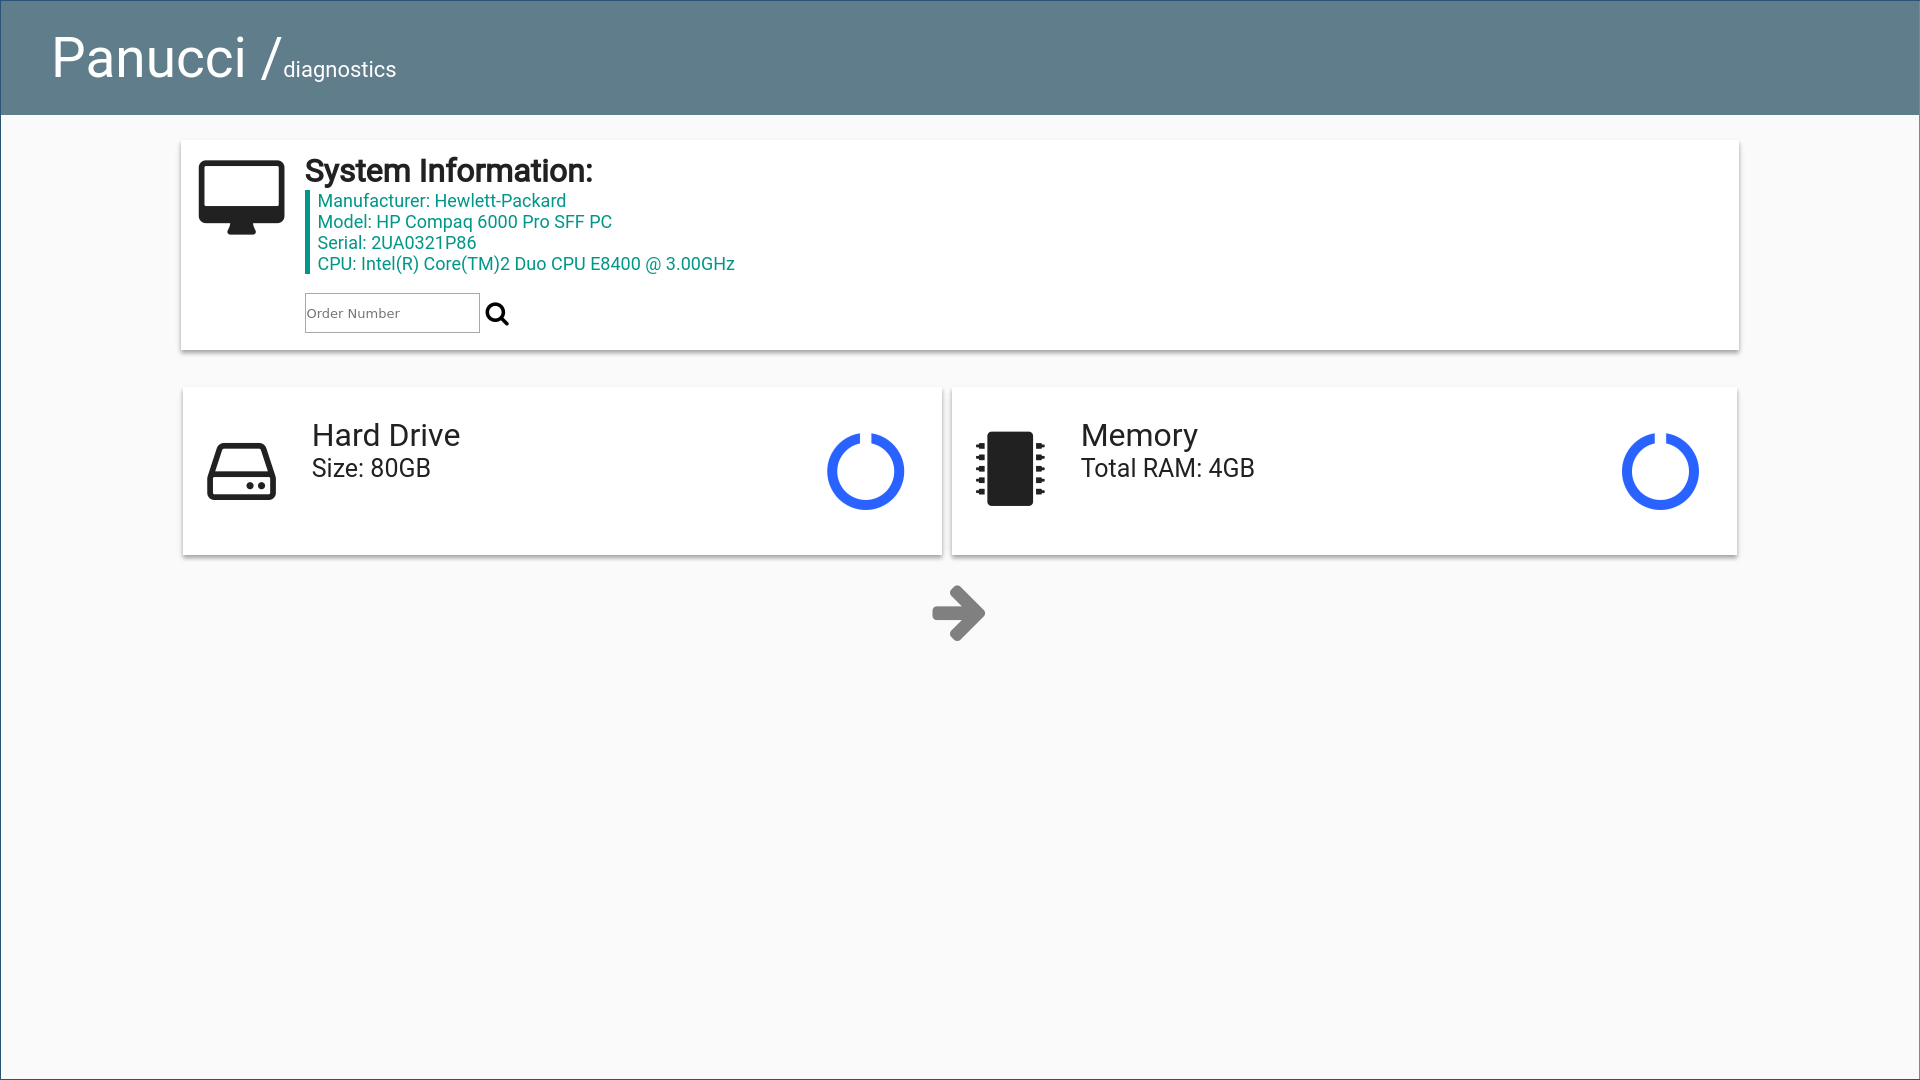 Panucci /diagnostics
System Information:
Manufacturer: Hewlett-Packard
Model: HP Compaq 6000 Pro SFF PC
Serial: 2UA0321P86
CPU: Intel(R) Core(TM)2 Duo CPU E8400 @ 3.00GHz
Order Number
Hard Drive
Size: 80GB
Memory
Total RAM: 4GB